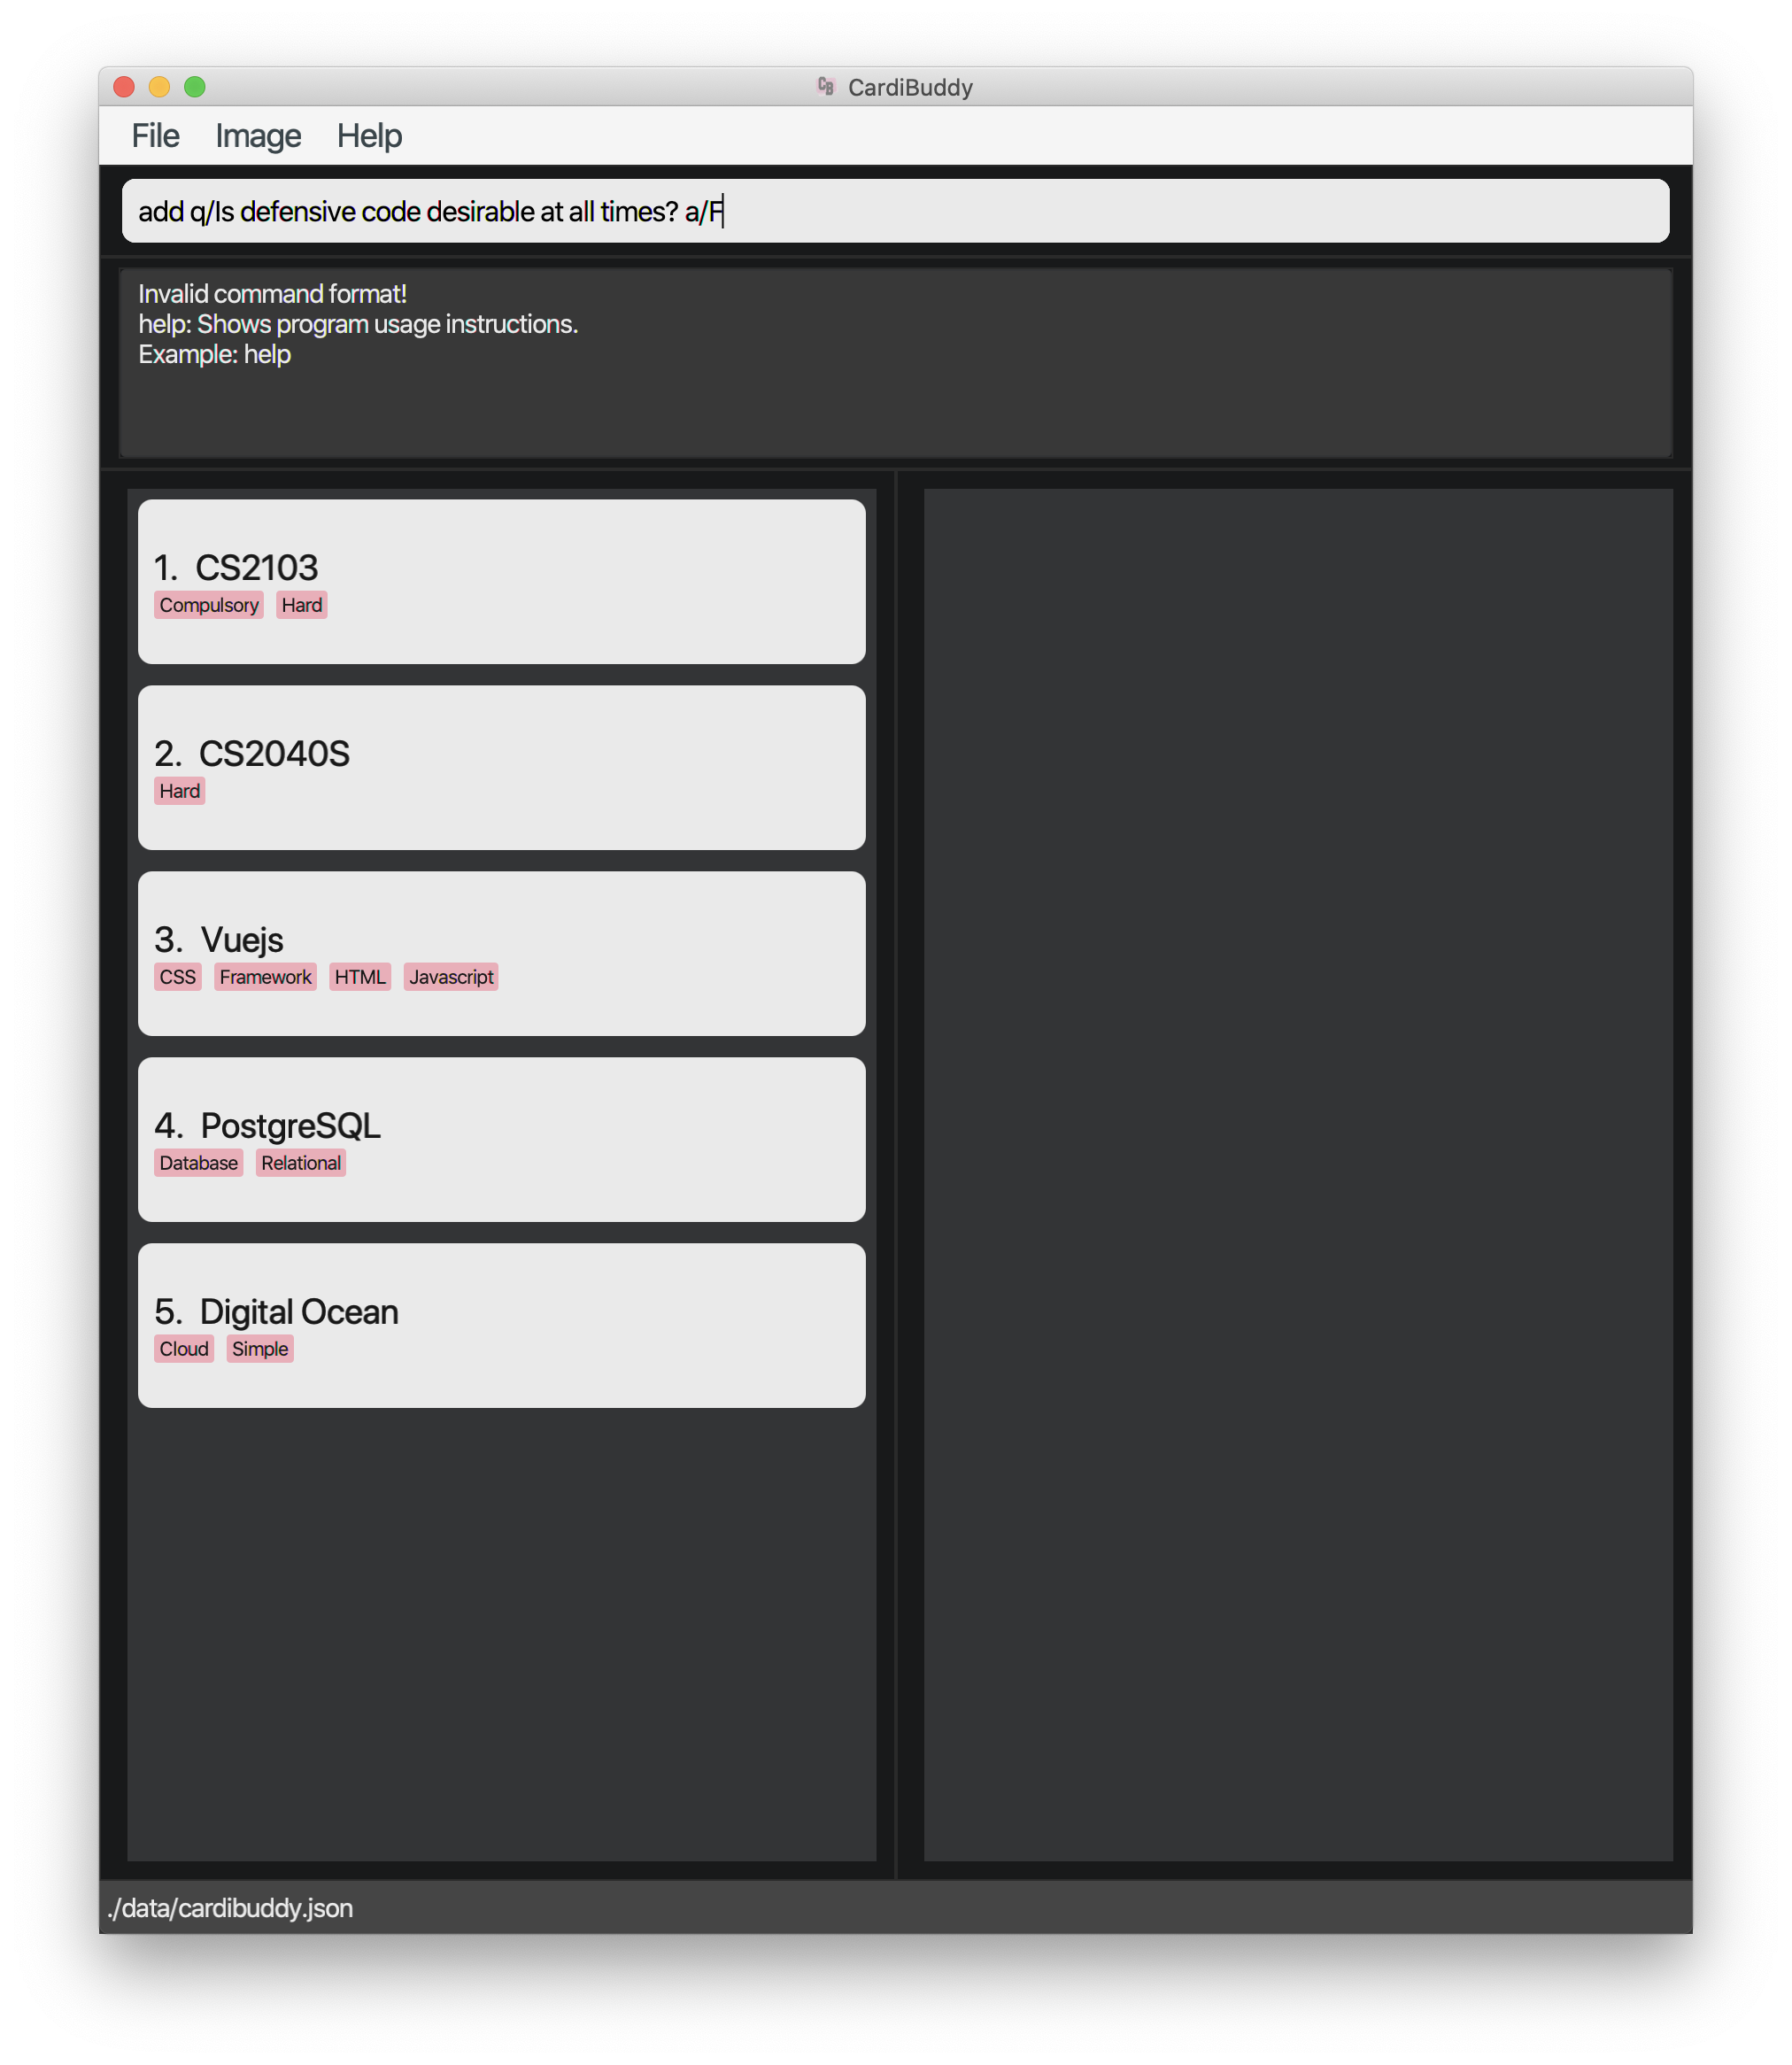 CB CardiBuddy
File Image Help
add q/Is defensive code desirable at all times? a/F
Invalid command format!
help: Shows program usage instructions.
Example: help
1. CS2103
Compulsory Hard
2. CS2040S
Hard
3. Vuejs
CSS Framework HTML Javascript
4. PostgreSQL
Database Relational
5. Digital Ocean
Cloud Simple
./data/cardibuddy.json